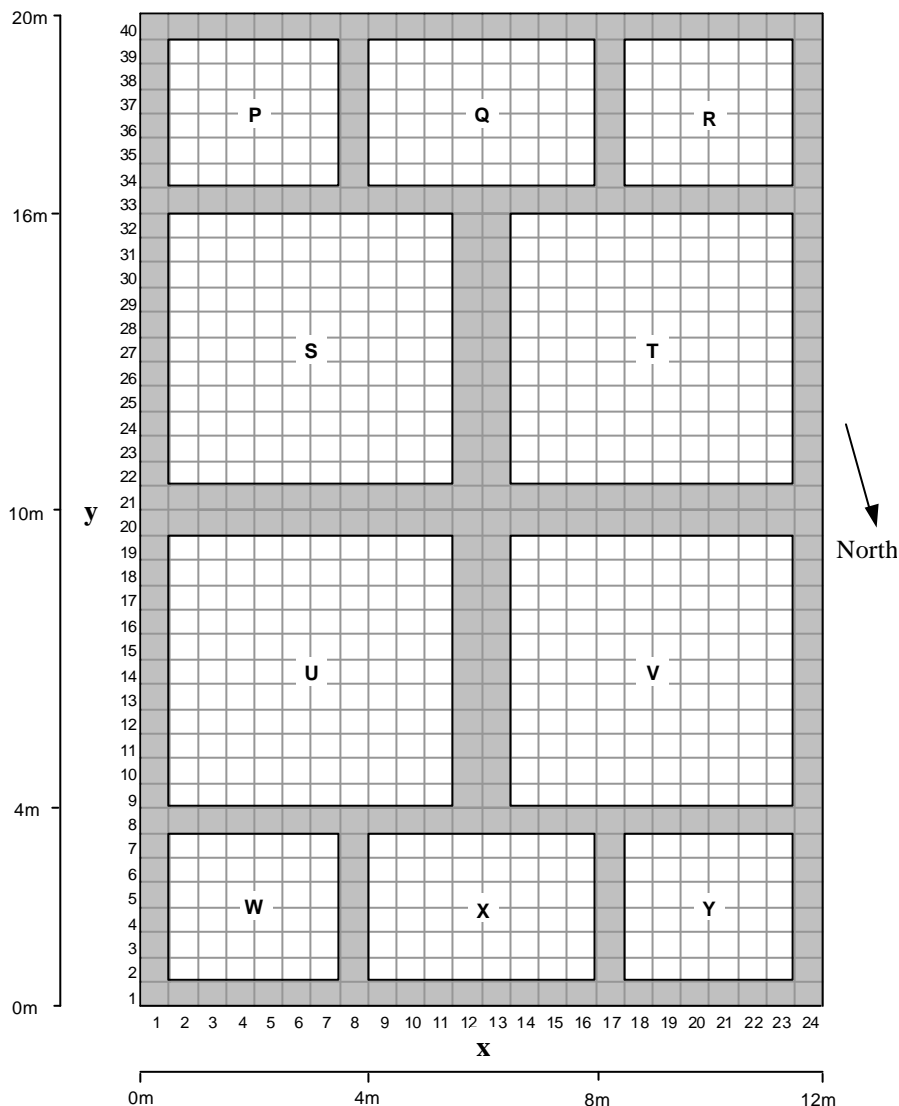 20m
40
39
38
37
36
35
34
33
P
Q
R
16m
32
31
30
29
28
27
26
25
24
23
22
S
T
21
10m
y
20
North
19
18
17
16
15
14
13
12
11
10
9
U
V
4m
8
7
6
5
4
3
2
W
X
Y
0m
1
1 2 3 4 5 6 7 8 9 10 11 12 13 14 15 16 17 18 19 20 21 22 23 24
x
0m 4m 8m 12m